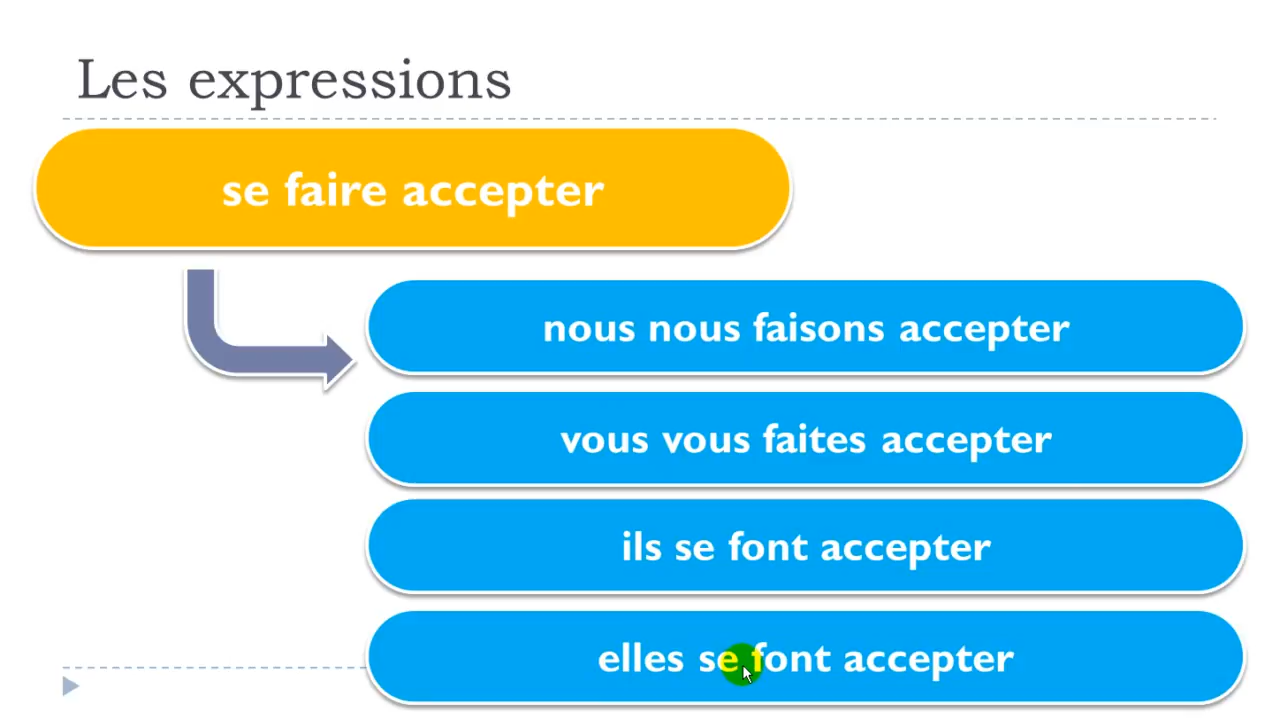 Les expressions
se faire accepter
nous nous faisons accepter
vous vous faites accepter
ils se font accepter
elles se font accepter